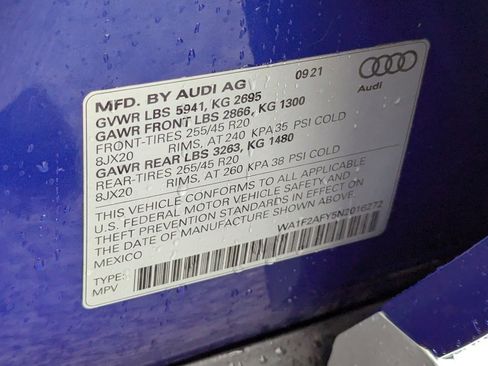 MFD. BY AUDI AG 09 21
Audi
GVWR LBS 5941, KG 2695
GAWR FRONT LBS 2866, KG 1300
FRONT-TIRES 255/45 R20
8JX20 RIMS, AT 240 KPA 35 PSI COLD
GAWR REAR LBS 3263, KG 1480
REAR-TIRES 255/45 R20
8JX20 RIMS, AT 260 KPA 38 PSI COLD
THIS VEHICLE CONFORMS TO ALL APPLICABLE
U.S. FEDERAL MOTOR VEHICLE SAFETY AND
THEFT PREVENTION STANDARDS IN EFFECT ON
THE DATE OF MANUFACTURE SHOWN ABOVE.
MEXICO
WA1F2AFY5N2016272
TYPE:
MPV